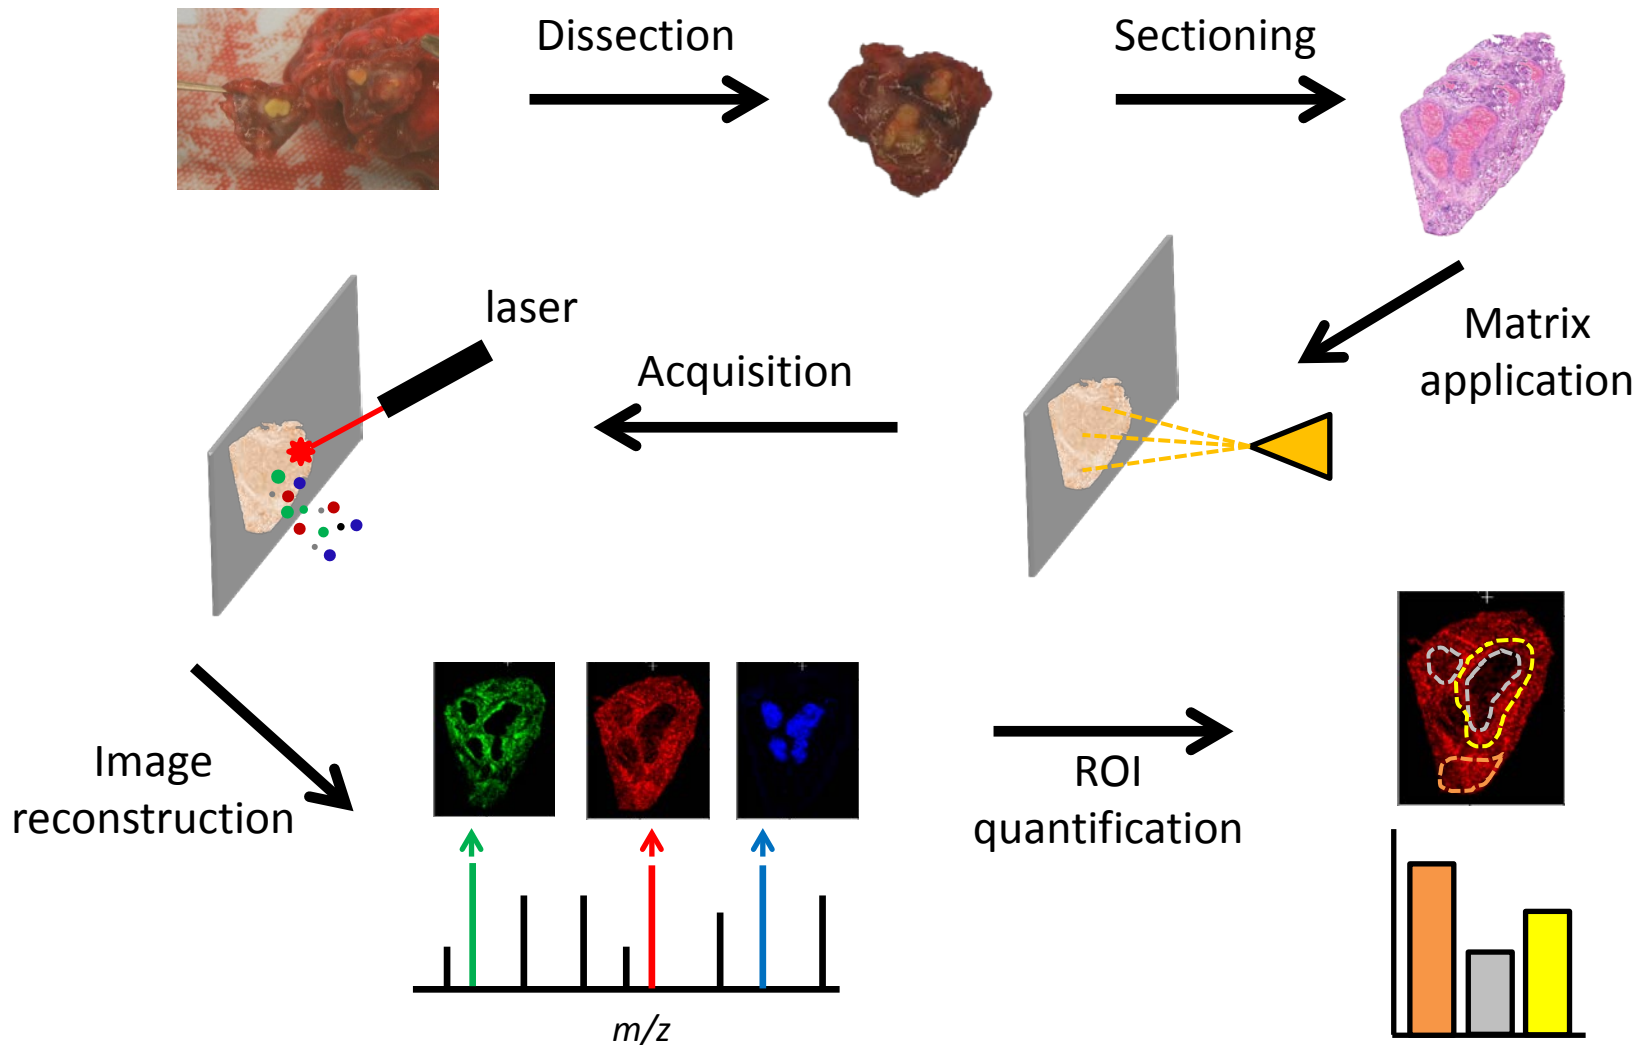 Dissection
Sectioning
laser
Acquisition
Matrix
application
Image
reconstruction
ROI
quantification
m/z